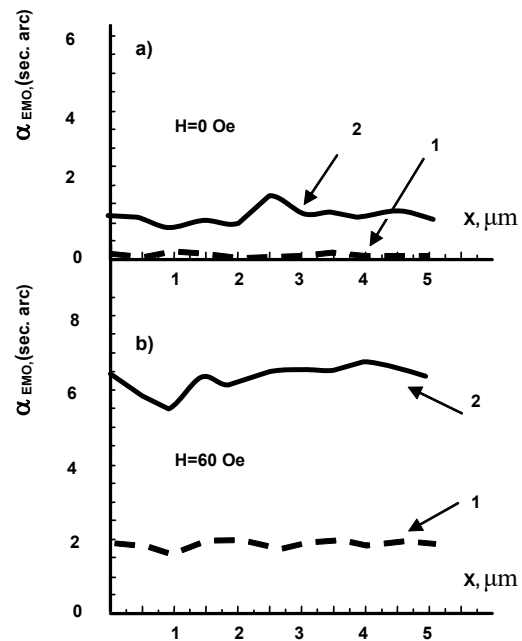 6
a)
α EMO,(sec. arc)
4
2
H=0 Oe
1
2
X, μm
0
1 2 3 4 5
8
b)
α EMO,(sec. arc)
6
2
4
H=60 Oe
1
2
X, μm
0
1 2 3 4 5